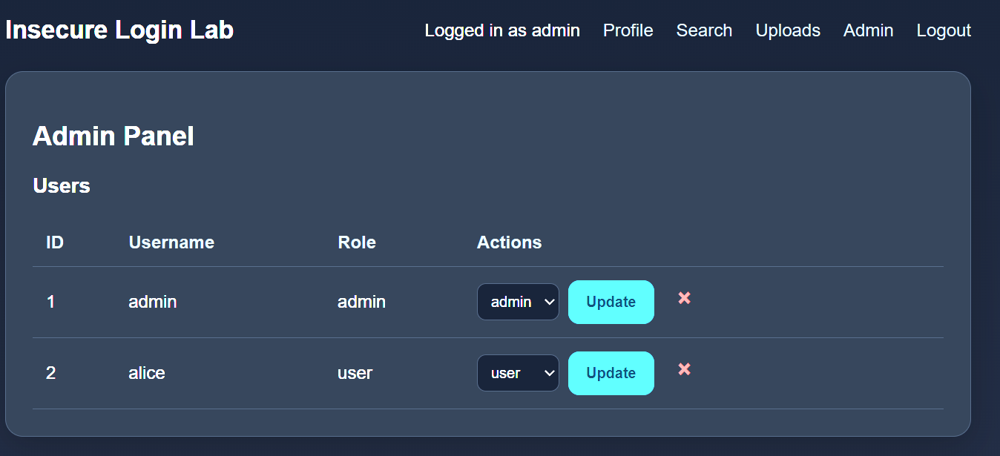 Insecure Login Lab Logged in as admin Profile Search Uploads Admin Logout
Admin Panel
Users
ID Username Role Actions
1 admin admin admin Update
2 alice user user Update